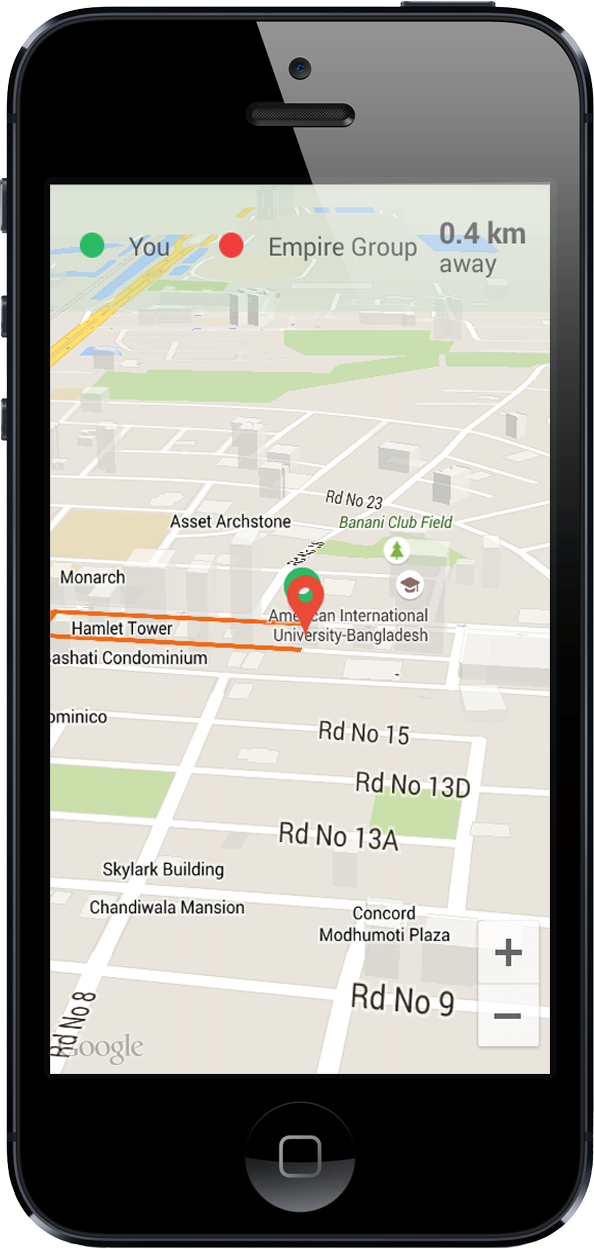 You
Empire Group
0.4 km
away
Rd No 23
Asset Archstone
Banani Club Field
Monarch
American International
University-Bangladesh
Hamlet Tower
ashati Condominium
ominico
Rd No 15
Rd No 13D
Rd No 13A
Skylark Building
Chandiwala Mansion
Concord
Modhumoti Plaza
+
Rd No 9
−
Rd No 8
Google